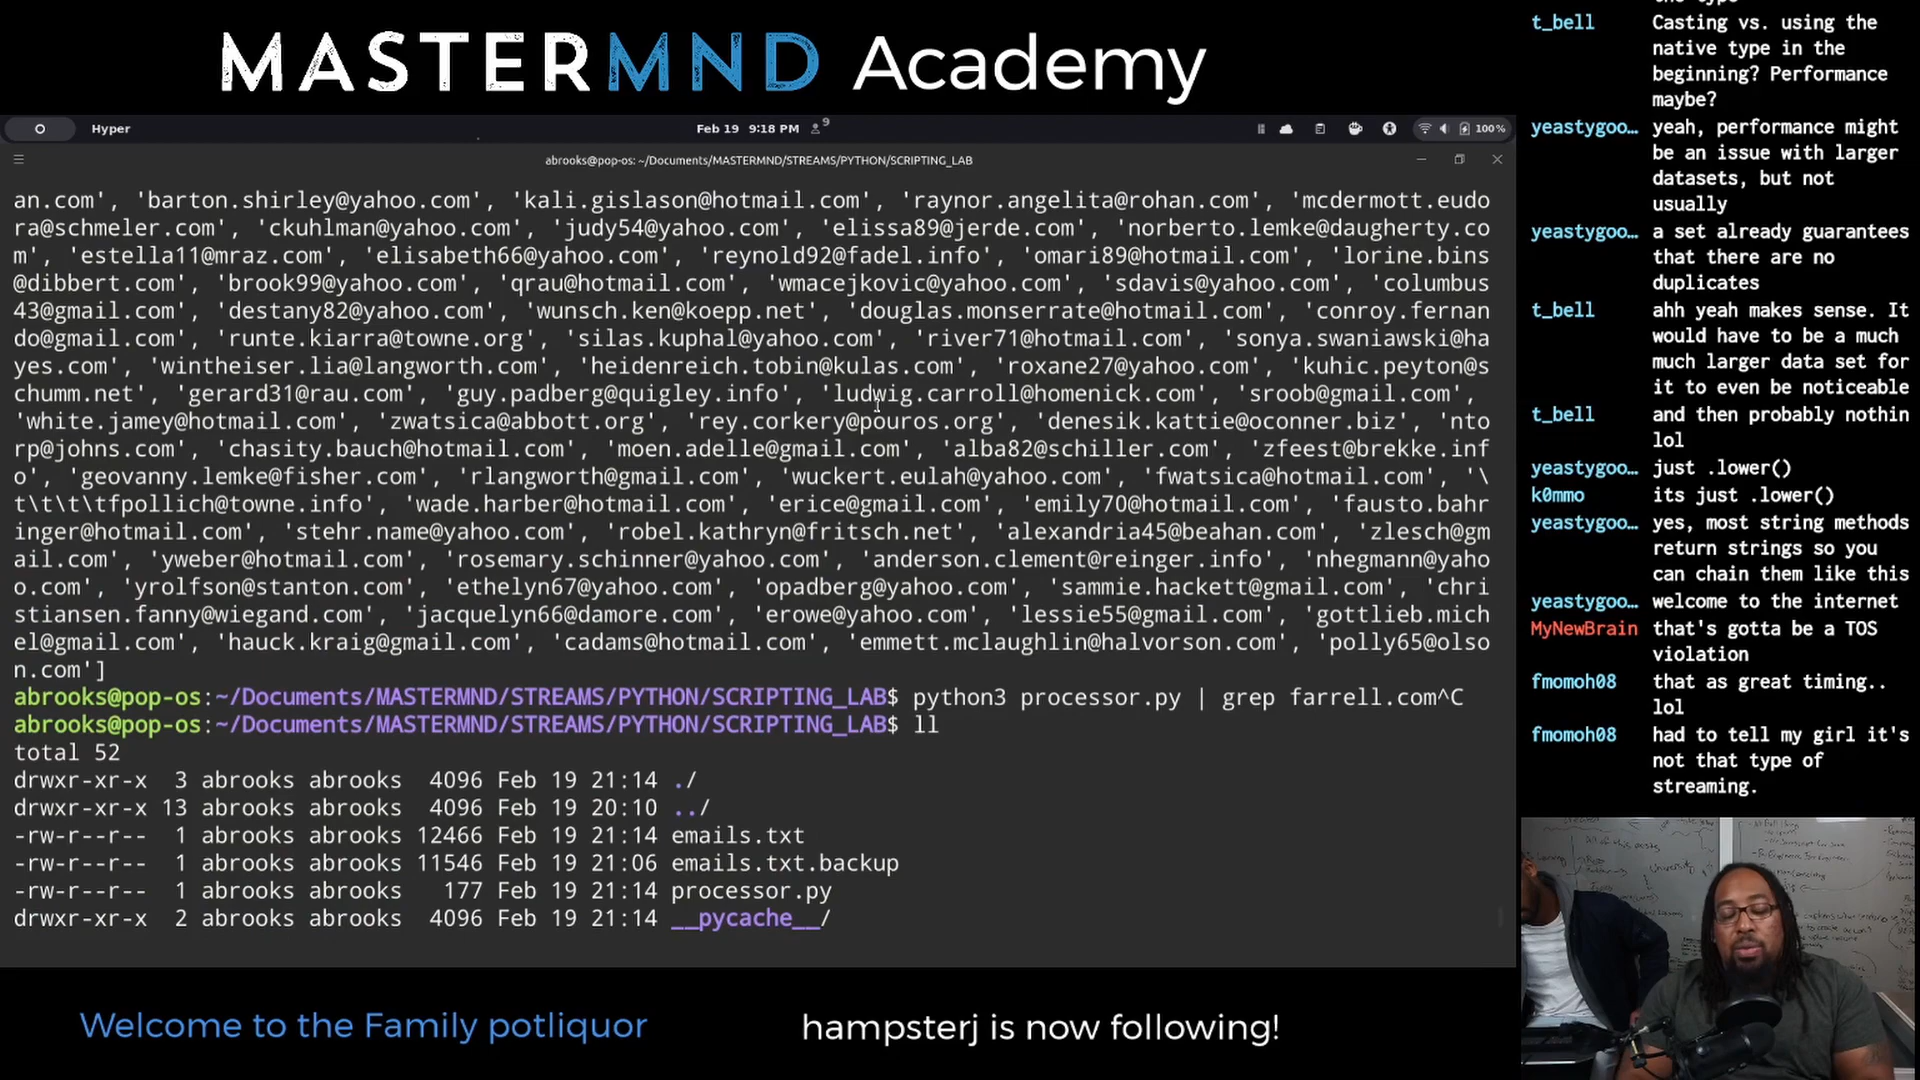 MASTERMND Academy
Hyper
Feb 19 9:18 PM
9
100%
abrooks@pop-os: ~/Documents/MASTERMND/STREAMS/PYTHON/SCRIPTING_LAB
an.com', 'barton.shirley@yahoo.com', 'kali.gislason@hotmail.com', 'raynor.angelita@rohan.com', 'mcdermott.eudo
ra@schmeler.com', 'ckuhlman@yahoo.com', 'judy54@yahoo.com', 'elissa89@jerde.com', 'norberto.lemke@daugherty.co
m', 'estella11@mraz.com', 'elisabeth66@yahoo.com', 'reynold92@fadel.info', 'omari89@hotmail.com', 'lorine.bins
@dibbert.com', 'brook99@yahoo.com', 'qrau@hotmail.com', 'wmacejkovic@yahoo.com', 'sdavis@yahoo.com', 'columbus
43@gmail.com', 'destany82@yahoo.com', 'wunsch.ken@koepp.net', 'douglas.monserrate@hotmail.com', 'conroy.fernan
do@gmail.com', 'runte.kiarra@towne.org', 'silas.kuphal@yahoo.com', 'river71@hotmail.com', 'sonya.swaniawski@ha
yes.com', 'wintheiser.lia@langworth.com', 'heidenreich.tobin@kulas.com', 'roxane27@yahoo.com', 'kuhic.peyton@s
chumm.net', 'gerard31@rau.com', 'guy.padberg@quigley.info', 'ludwig.carroll@homenick.com', 'sroob@gmail.com',
'white.jamey@hotmail.com', 'zwatsica@abbott.org', 'rey.corkery@pouros.org', 'denesik.kattie@oconner.biz', 'nto
rp@johns.com', 'chasity.bauch@hotmail.com', 'moen.adelle@gmail.com', 'alba82@schiller.com', 'zfeest@brekke.inf
o', 'geovanny.lemke@fisher.com', 'rlangworth@gmail.com', 'wuckert.eulah@yahoo.com', 'fwatsica@hotmail.com', '\
t\t\t\tfpollich@towne.info', 'wade.harber@hotmail.com', 'erice@gmail.com', 'emily70@hotmail.com', 'fausto.bahr
inger@hotmail.com', 'stehr.name@yahoo.com', 'robel.kathryn@fritsch.net', 'alexandria45@beahan.com', 'zlesch@gm
ail.com', 'yweber@hotmail.com', 'rosemary.schinner@yahoo.com', 'anderson.clement@reinger.info', 'nhegmann@yaho
o.com', 'yrolfson@stanton.com', 'ethelyn67@yahoo.com', 'opadberg@yahoo.com', 'sammie.hackett@gmail.com', 'chri
stiansen.fanny@wiegand.com', 'jacquelyn66@damore.com', 'erowe@yahoo.com', 'lessie55@gmail.com', 'gottlieb.mich
el@gmail.com', 'hauck.kraig@gmail.com', 'cadams@hotmail.com', 'emmett.mclaughlin@halvorson.com', 'polly65@olso
n.com']
abrooks@pop-os:~/Documents/MASTERMND/STREAMS/PYTHON/SCRIPTING_LAB$ python3 processor.py | grep farrell.com^C
abrooks@pop-os:~/Documents/MASTERMND/STREAMS/PYTHON/SCRIPTING_LAB$ ll
total 52
drwxr-xr-x 3 abrooks abrooks 4096 Feb 19 21:14 ./
drwxr-xr-x 13 abrooks abrooks 4096 Feb 19 20:10 ../
-rw-r--r-- 1 abrooks abrooks 12466 Feb 19 21:14 emails.txt
-rw-r--r-- 1 abrooks abrooks 11546 Feb 19 21:06 emails.txt.backup
-rw-r--r-- 1 abrooks abrooks 177 Feb 19 21:14 processor.py
drwxr-xr-x 2 abrooks abrooks 4096 Feb 19 21:14 __pycache__/
t_bell Casting vs. using the
native type in the
beginning? Performance
maybe?
yeastygoo… yeah, performance might
be an issue with larger
datasets, but not
usually
yeastygoo… a set already guarantees
that there are no
duplicates
t_bell ahh yeah makes sense. It
would have to be a much
much larger data set for
it to even be noticeable
t_bell and then probably nothin
lol
yeastygoo… just .lower()
k0mmo its just .lower()
yeastygoo… yes, most string methods
return strings so you
can chain them like this
yeastygoo… welcome to the internet
MyNewBrain that's gotta be a TOS
violation
fmomoh08 that as great timing..
lol
fmomoh08 had to tell my girl it's
not that type of
streaming.
Welcome to the Family potliquor
hampsterj is now following!